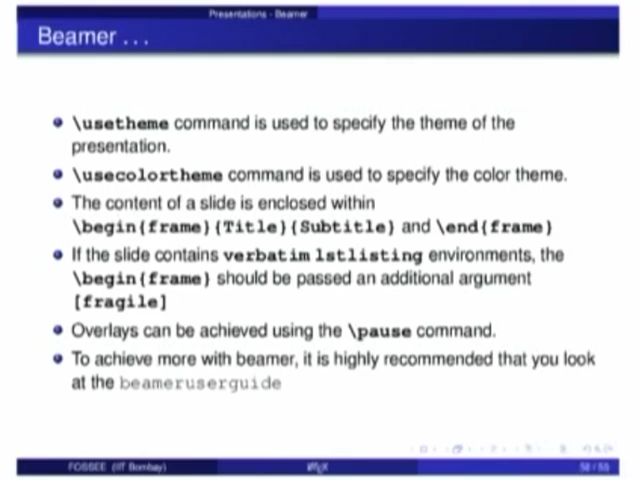 Presentations - Beamer
Beamer . . .
\usetheme command is used to specify the theme of the
presentation.
\usecolortheme command is used to specify the color theme.
The content of a slide is enclosed within
\begin{frame}{Title}{Subtitle} and \end{frame}
If the slide contains verbatim lstlisting environments, the
\begin{frame} should be passed an additional argument
[fragile]
Overlays can be achieved using the \pause command.
To achieve more with beamer, it is highly recommended that you look
at the beameruserguide
FOSSEE (IIT Bombay)
LATEX